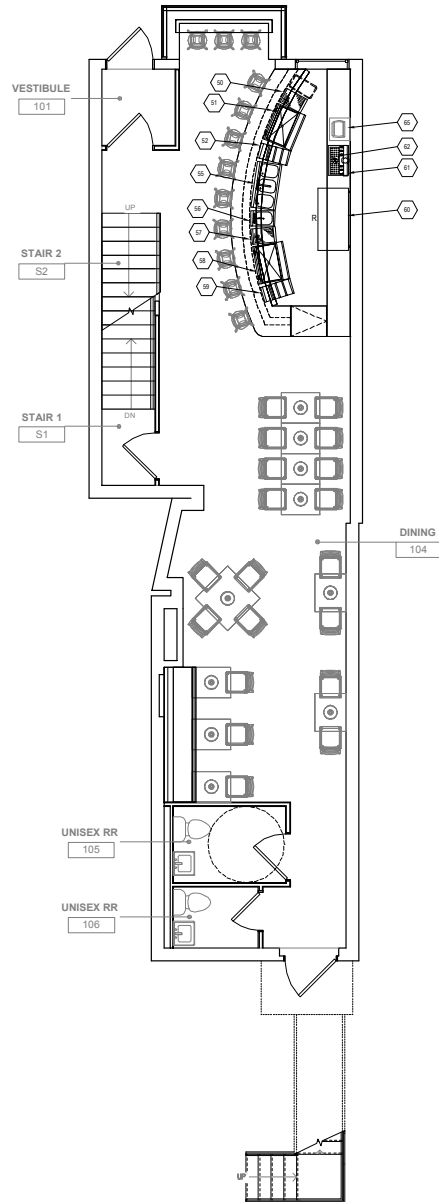 50
VESTIBULE
101
51
65
52
62
61
55
R
60
UP
56
57
STAIR 2
S2
58
59
STAIR 1
S1
DN
DINING
104
UNISEX RR
105
UNISEX RR
106
UP